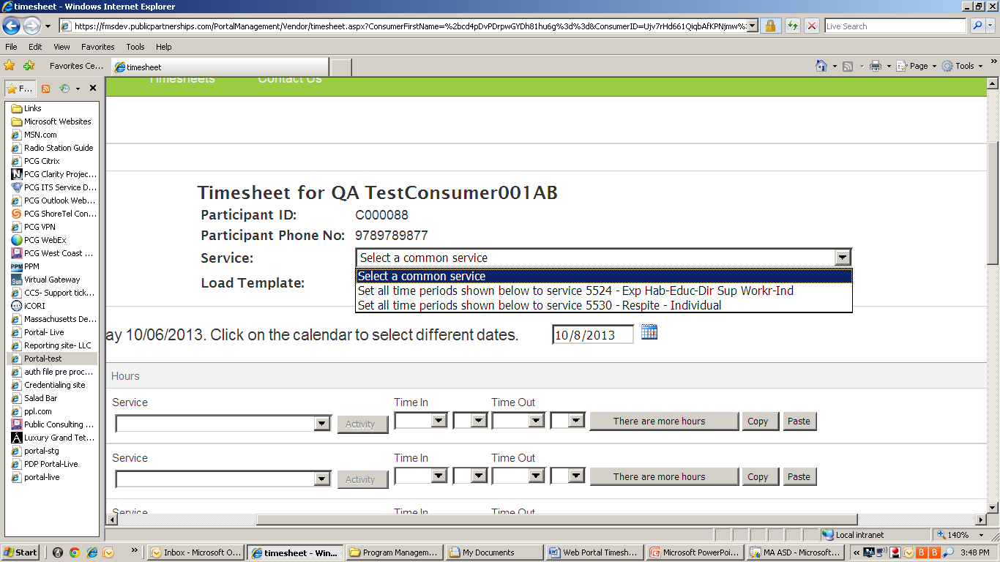 timesheet - Windows Internet Explorer
https://fmsdev.publicpartnerships.com/PortalManagment/Vendor/timesheet.aspx?ConsumerFirstName=%2bcd4pDvPDrpwGYDh81hu6g%3d%3d&ConsumerID=Ujv7rHd661QiqbAfKPNjmw%3
Live Search
File Edit View Favorites Tools Help
Favorites Ce...
timesheet
Page Tools »
F...
Links
Microsoft Websites
MSN.com
Radio Station Guide
PCG Citrix
PCG Clarity Projec...
PCG ITS Service D...
PCG Outlook Web...
PCG ShoreTel Con...
PCG VPN
PCG WebEx
PCG West Coast ...
PPM
Virtual Gateway
CCS- Support tick...
iCORI
Massachusetts De...
Portal- Live
Reporting site- LLC
Portal-test
auth file pre proc...
Credentialing site
Salad Bar
ppl.com
Public Consulting ...
Luxury Grand Tet...
portal-stg
PDP Portal-Live
portal-live
Timesheets Contact Us
Timesheet for QA TestConsumer001AB
Participant ID: C000088
Participant Phone No: 9789789877
Service: Select a common service
Select a common service
Set all time periods shown below to service 5524 - Exp Hab-Educ-Dir Sup Workr-Ind
Set all time periods shown below to service 5530 - Respite - Individual
Load Template:
ay 10/06/2013. Click on the calendar to select different dates. 10/8/2013
Hours
Service Time In Time Out
Activity There are more hours Copy Paste
Service Time In Time Out
Activity There are more hours Copy Paste
Service Time In Time Out
Local intranet 140%
Start » Inbox - Microsoft O... timesheet - Win... Program Managem... My Documents Web Portal Timesh... Microsoft PowerPoi... MA ASD - Microsoft... « 3:48 PM